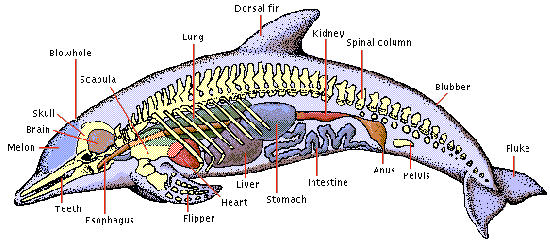 Dorsal fin
Lung
Kidney
Spinal column
Blowhole
Scapula
Blubber
Skull
Brain
Melon
Fluke
Anus
Pelvis
Liver
Intestine
Teeth
Heart
Stomach
Esophagus
Flipper